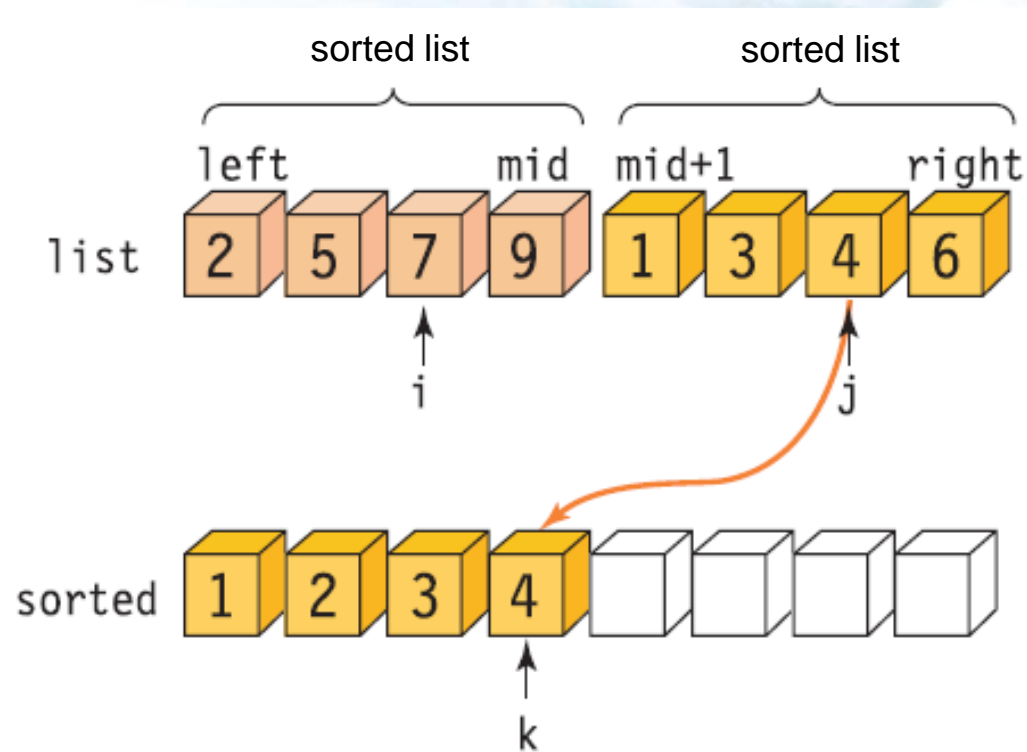 sorted list sorted list
left mid mid+1 right
list 2 5 7 9 1 3 4 6
i j
sorted 1 2 3 4
k